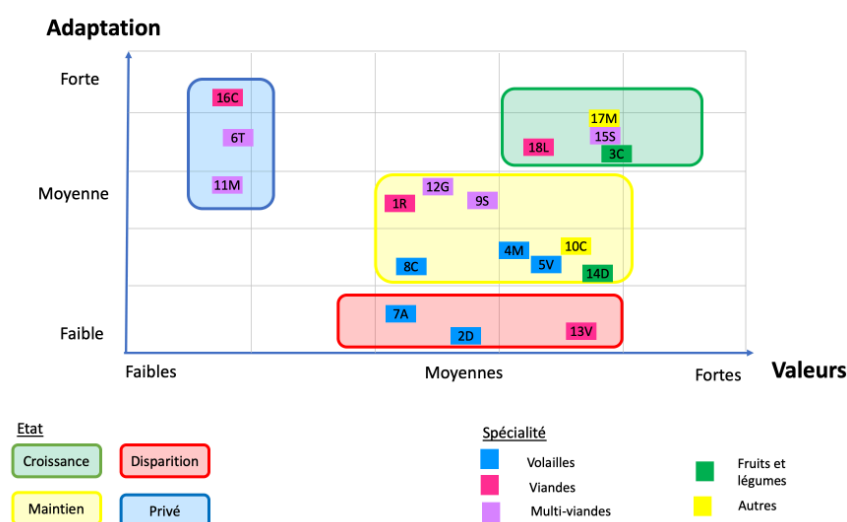 Adaptation
Forte
16C
17M
6T
15S
18L
3C
11M
12G
Moyenne
1R
9S
4M
10C
8C
5V
14D
7A
Faible
2D
13V
Faibles
Moyennes
Fortes
Valeurs
Etat
Croissance
Disparition
Maintien
Privé
Spécialité
Volailles
Viandes
Multi-viandes
Fruits et
légumes
Autres